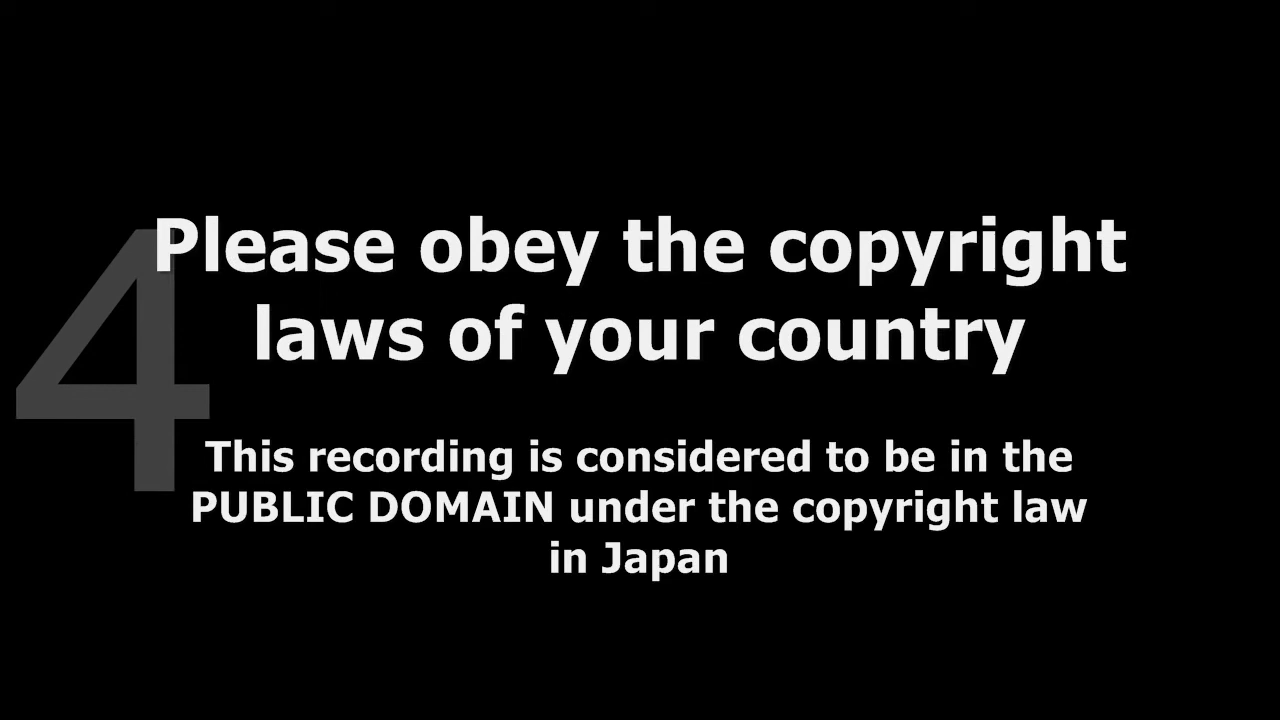 4
Please obey the copyright
laws of your country
This recording is considered to be in the
PUBLIC DOMAIN under the copyright law
in Japan